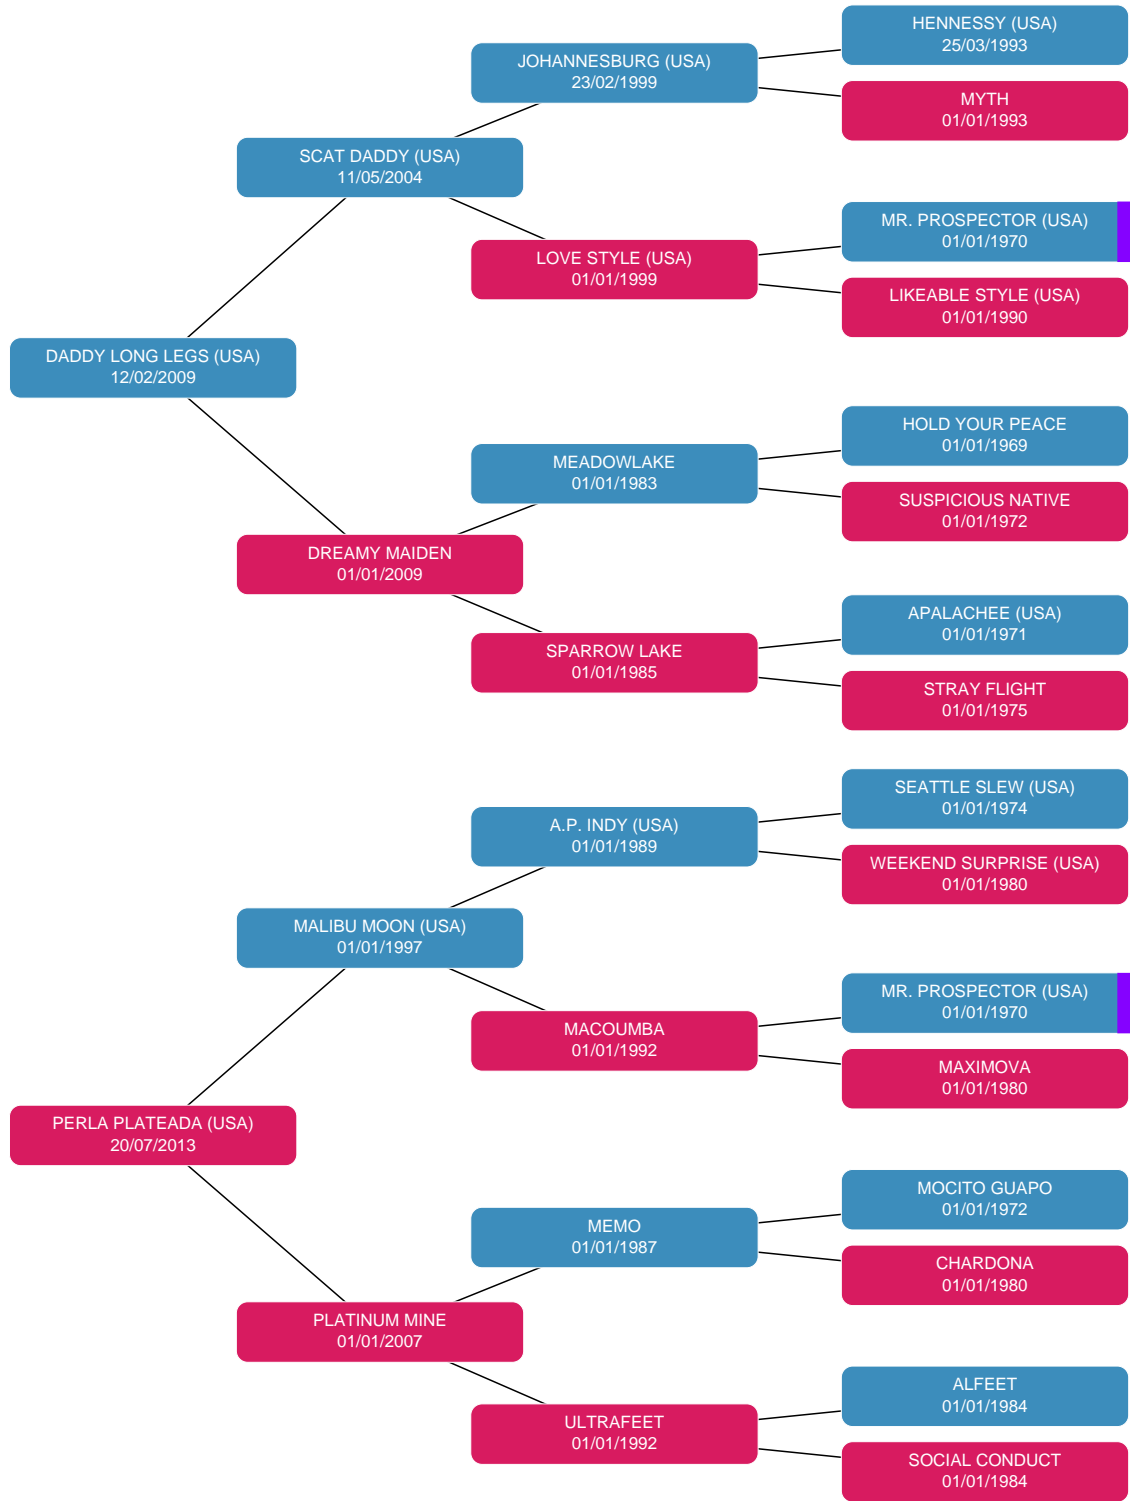 HENNESSY (USA)
25/03/1993
JOHANNESBURG (USA)
23/02/1999
MYTH
01/01/1993
SCAT DADDY (USA)
11/05/2004
MR. PROSPECTOR (USA)
01/01/1970
LOVE STYLE (USA)
01/01/1999
LIKEABLE STYLE (USA)
01/01/1990
DADDY LONG LEGS (USA)
12/02/2009
HOLD YOUR PEACE
01/01/1969
MEADOWLAKE
01/01/1983
SUSPICIOUS NATIVE
01/01/1972
DREAMY MAIDEN
01/01/2009
APALACHEE (USA)
01/01/1971
SPARROW LAKE
01/01/1985
STRAY FLIGHT
01/01/1975
SEATTLE SLEW (USA)
01/01/1974
A.P. INDY (USA)
01/01/1989
WEEKEND SURPRISE (USA)
01/01/1980
MALIBU MOON (USA)
01/01/1997
MR. PROSPECTOR (USA)
01/01/1970
MACOUMBA
01/01/1992
MAXIMOVA
01/01/1980
PERLA PLATEADA (USA)
20/07/2013
MOCITO GUAPO
01/01/1972
MEMO
01/01/1987
CHARDONA
01/01/1980
PLATINUM MINE
01/01/2007
ALFEET
01/01/1984
ULTRAFEET
01/01/1992
SOCIAL CONDUCT
01/01/1984